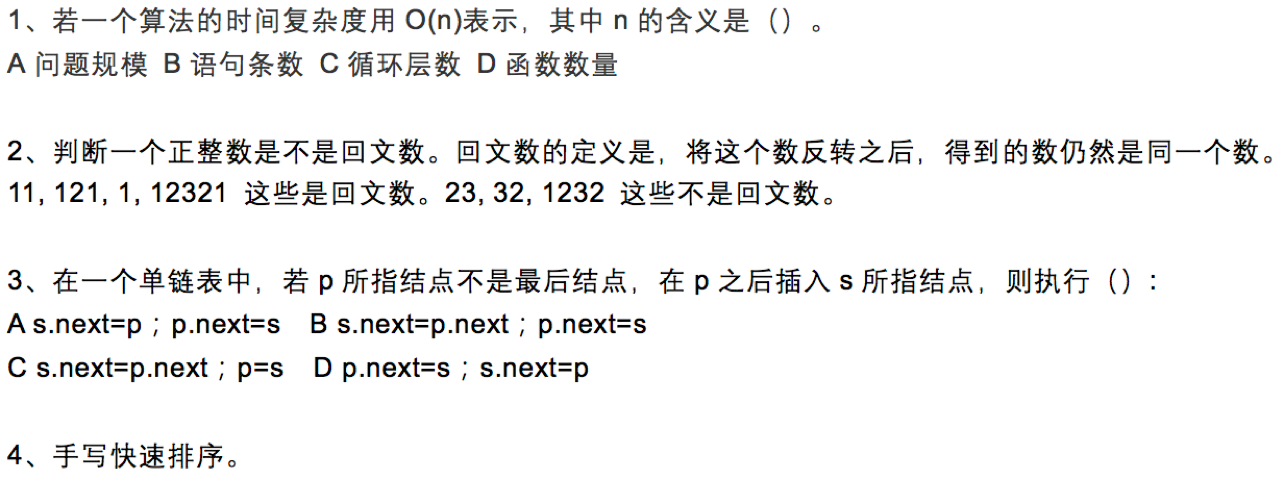 1、若一个算法的时间复杂度用 O(n)表示，其中 n 的含义是（）。
A 问题规模 B 语句条数 C 循环层数 D 函数数量
2、判断一个正整数是不是回文数。回文数的定义是，将这个数反转之后，得到的数仍然是同一个数。
11, 121, 1, 12321 这些是回文数。23, 32, 1232 这些不是回文数。
3、在一个单链表中，若 p 所指结点不是最后结点，在 p 之后插入 s 所指结点，则执行（）：
A s.next=p；p.next=s B s.next=p.next；p.next=s
C s.next=p.next；p=s D p.next=s；s.next=p
4、手写快速排序。